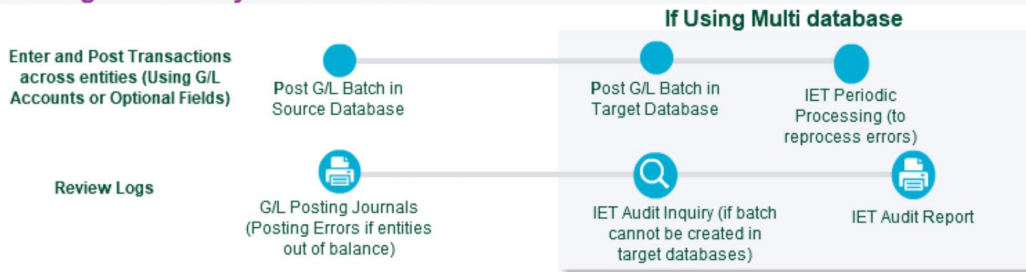 If Using Multi database
Enter and Post Transactions
across entities (Using G/L
Accounts or Optional Fields)
Post G/L Batch in
Source Database
Post G/L Batch in
Target Database
IET Periodic
Processing (to
reprocess errors)
Review Logs
G/L Posting Journals
(Posting Errors if entities
out of balance)
IET Audit Inquiry (if batch
cannot be created in
target databases)
IET Audit Report